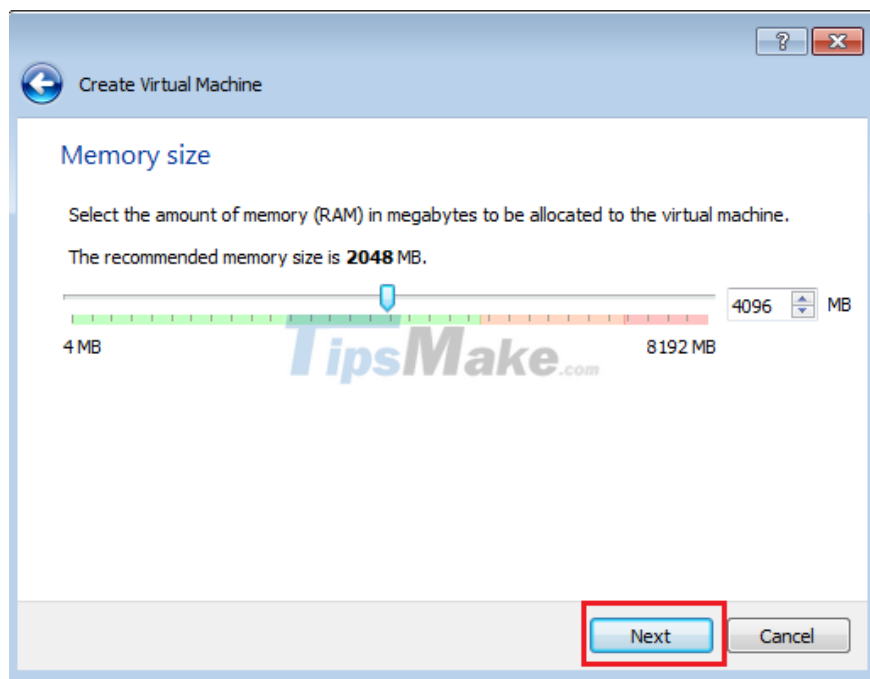 Create Virtual Machine
Memory size
Select the amount of memory (RAM) in megabytes to be allocated to the virtual machine.
The recommended memory size is 2048 MB.
4096 MB
4 MB 8192 MB
TipsMake.com
Next Cancel